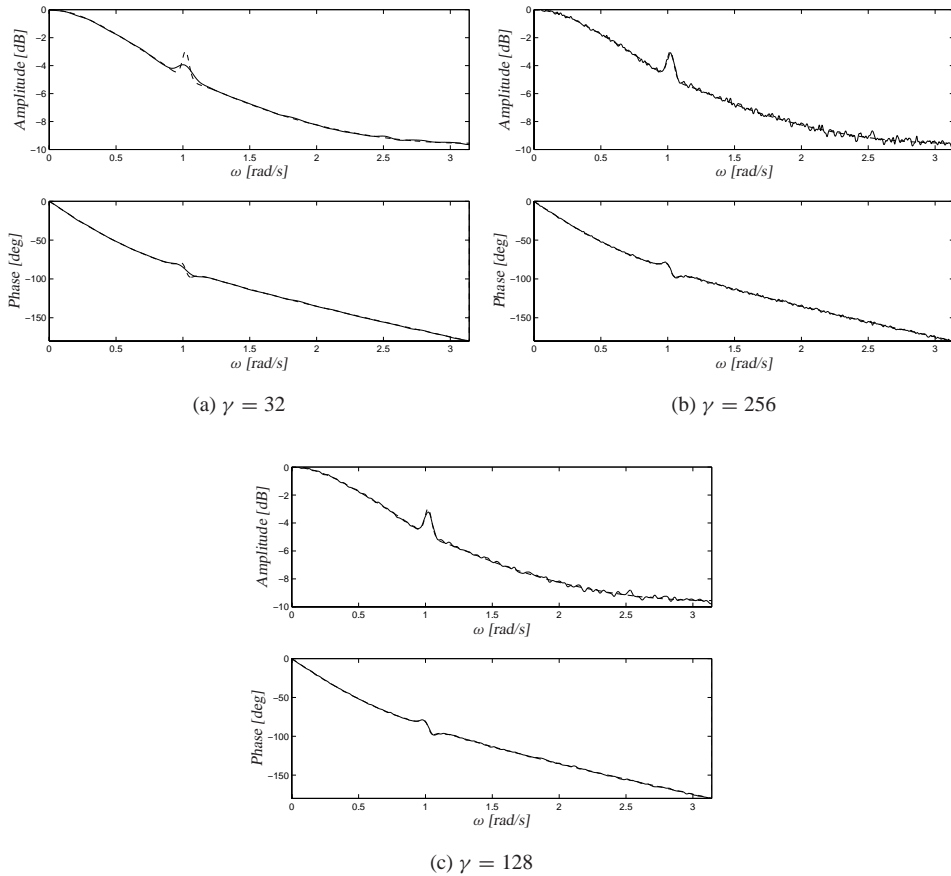 0
−2
−4
−6
−8
−10
Amplitude [dB]
0 0.5 1 1.5 2 2.5 3
ω [rad/s]
0
−50
−100
−150
Phase [deg]
0 0.5 1 1.5 2 2.5 3
ω [rad/s]
(a) γ = 32
0
−2
−4
−6
−8
−10
Amplitude [dB]
0 0.5 1 1.5 2 2.5 3
ω [rad/s]
0
−50
−100
−150
Phase [deg]
0 0.5 1 1.5 2 2.5 3
ω [rad/s]
(b) γ = 256
0
−2
−4
−6
−8
−10
Amplitude [dB]
0 0.5 1 1.5 2 2.5 3
ω [rad/s]
0
−50
−100
−150
Phase [deg]
0 0.5 1 1.5 2 2.5 3
ω [rad/s]
(c) γ = 128